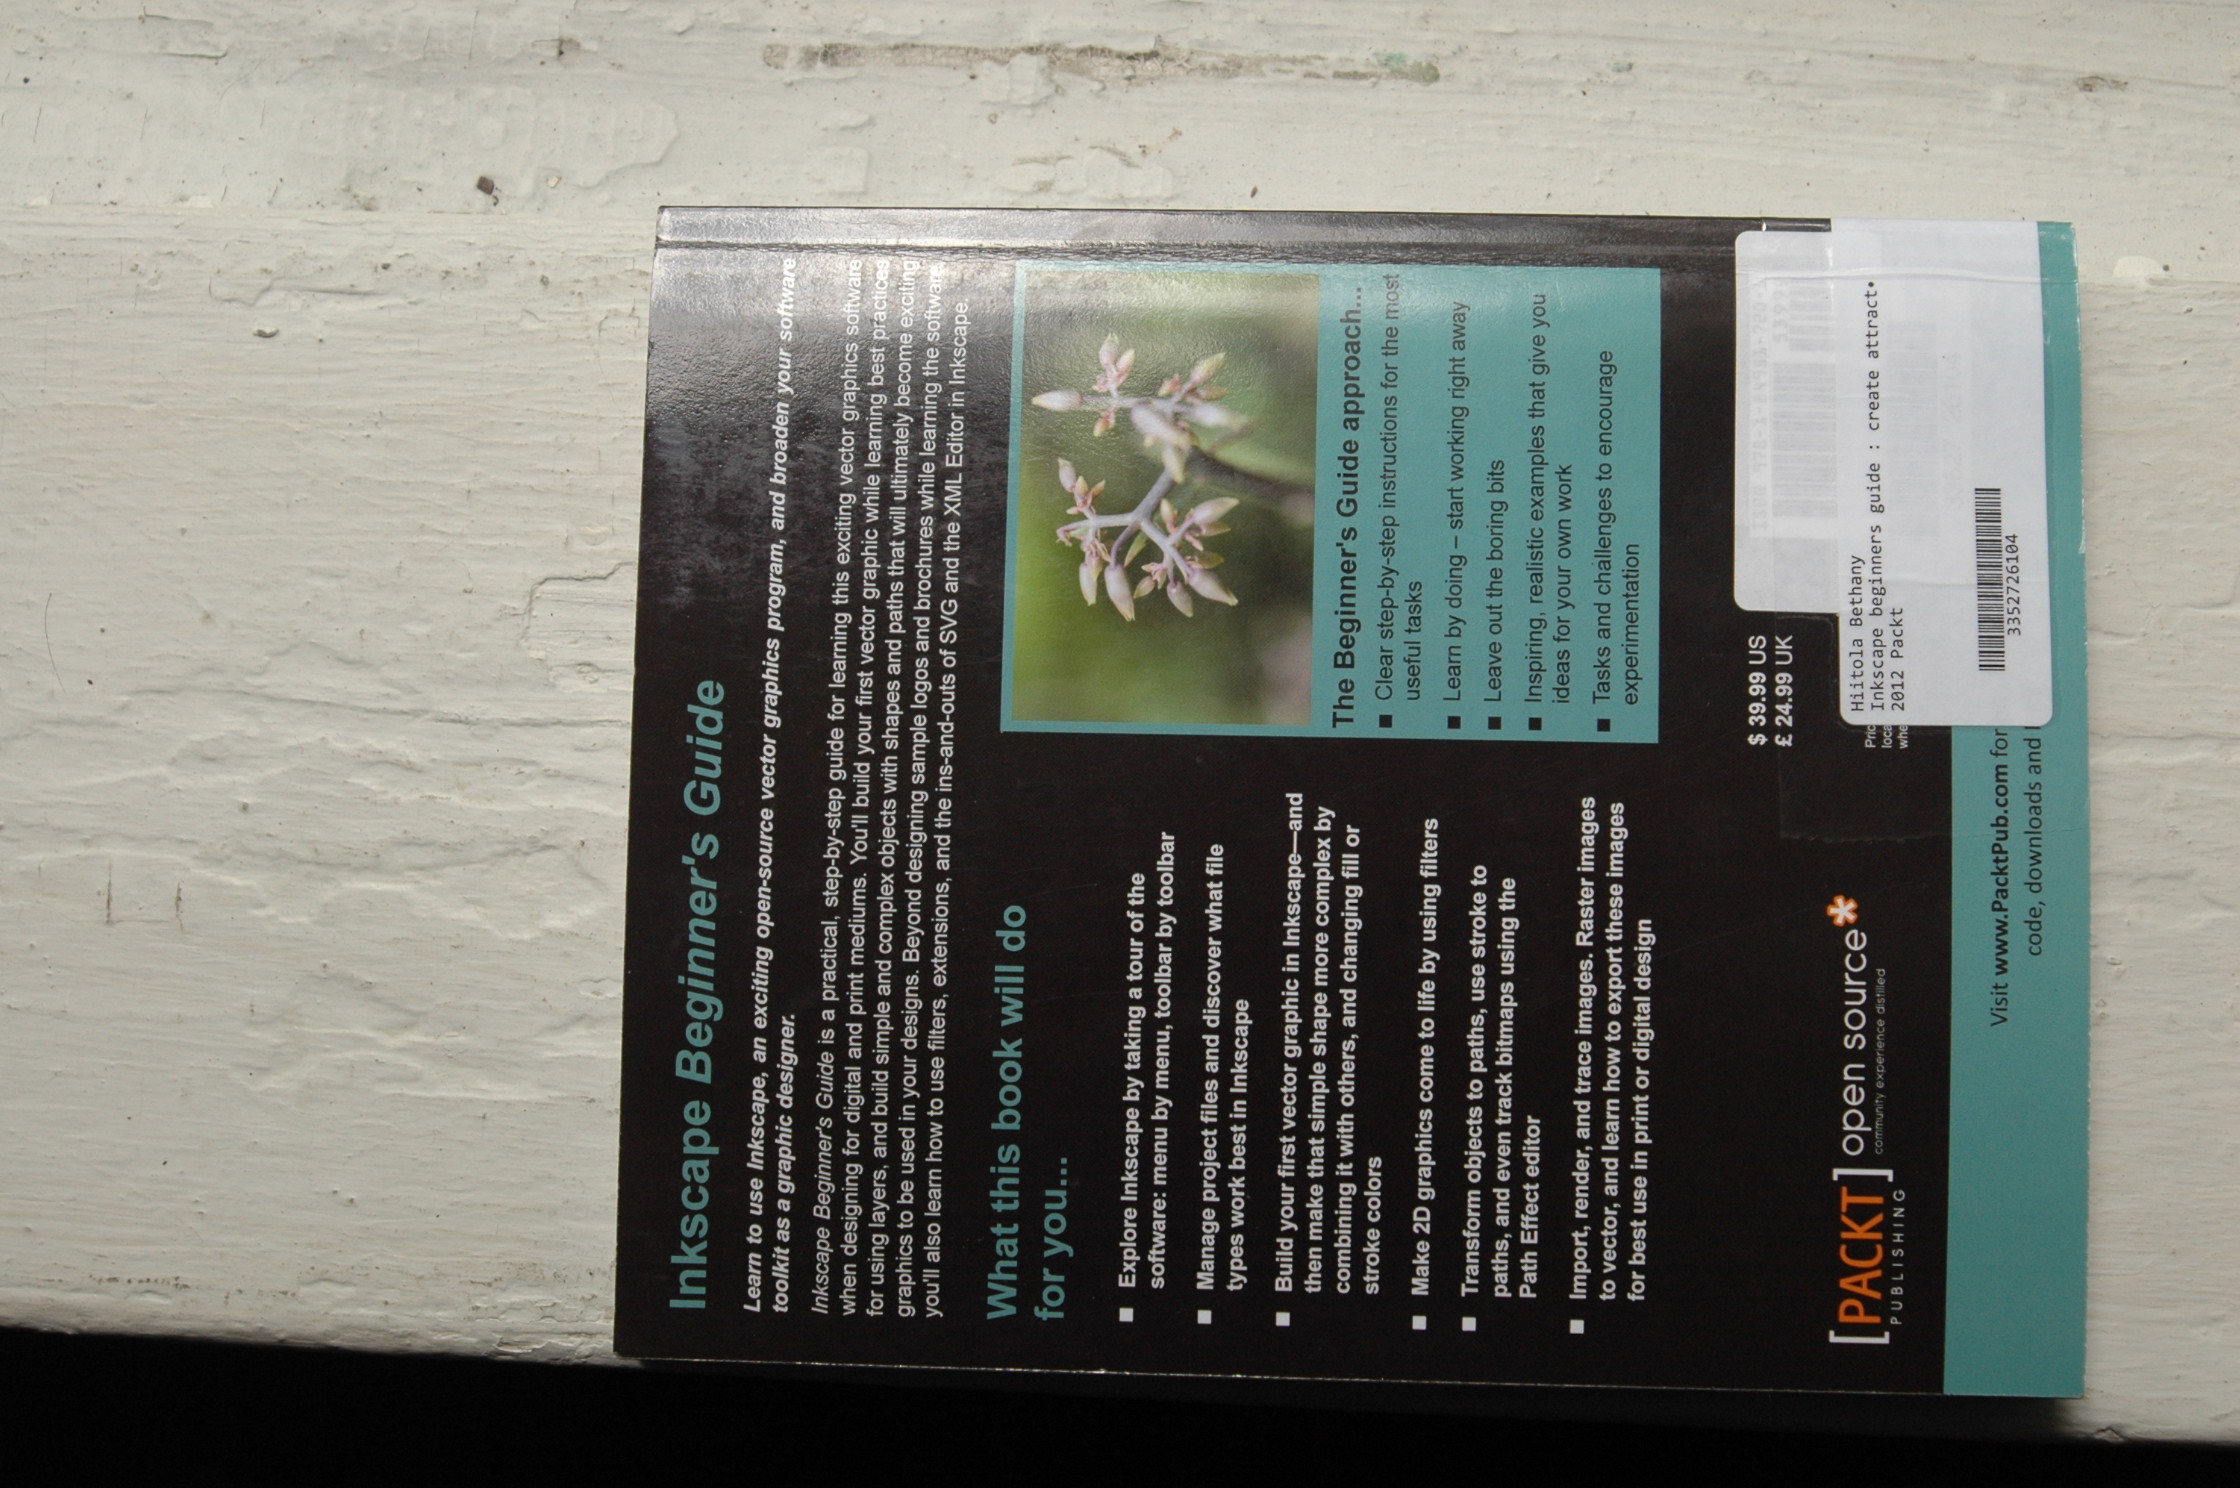 Inkscape Beginner's Guide
Learn to use Inkscape, an exciting open-source vector graphics program, and broaden your software
toolkit as a graphic designer.
Inkscape Beginner's Guide is a practical, step-by-step guide for learning this exciting vector graphics software
when designing for digital and print mediums. You'll build your first vector graphic while learning best practices
for using layers, and build simple and complex objects with shapes and paths that will ultimately become exciting
graphics to be used in your designs. Beyond designing sample logos and brochures while learning the software,
you'll also learn how to use filters, extensions, and the ins-and-outs of SVG and the XML Editor in Inkscape.
What this book will do
for you...
■ Explore Inkscape by taking a tour of the
software: menu by menu, toolbar by toolbar
■ Manage project files and discover what file
types work best in Inkscape
■ Build your first vector graphic in Inkscape—and
then make that simple shape more complex by
combining it with others, and changing fill or
stroke colors
■ Make 2D graphics come to life by using filters
■ Transform objects to paths, use stroke to
paths, and even track bitmaps using the
Path Effect editor
■ Import, render, and trace images. Raster images
to vector, and learn how to export these images
for best use in print or digital design
The Beginner's Guide approach...
■ Clear step-by-step instructions for the most
useful tasks
■ Learn by doing – start working right away
■ Leave out the boring bits
■ Inspiring, realistic examples that give you
ideas for your own work
■ Tasks and challenges to encourage
experimentation
$ 39.99 US
£ 24.99 UK
Hiitola Bethany
Inkscape beginners guide : create attract•
2012 Packt
3352726104
[PACKT] open source*
PUBLISHING community experience distilled
Visit www.PacktPub.com for
code, downloads and